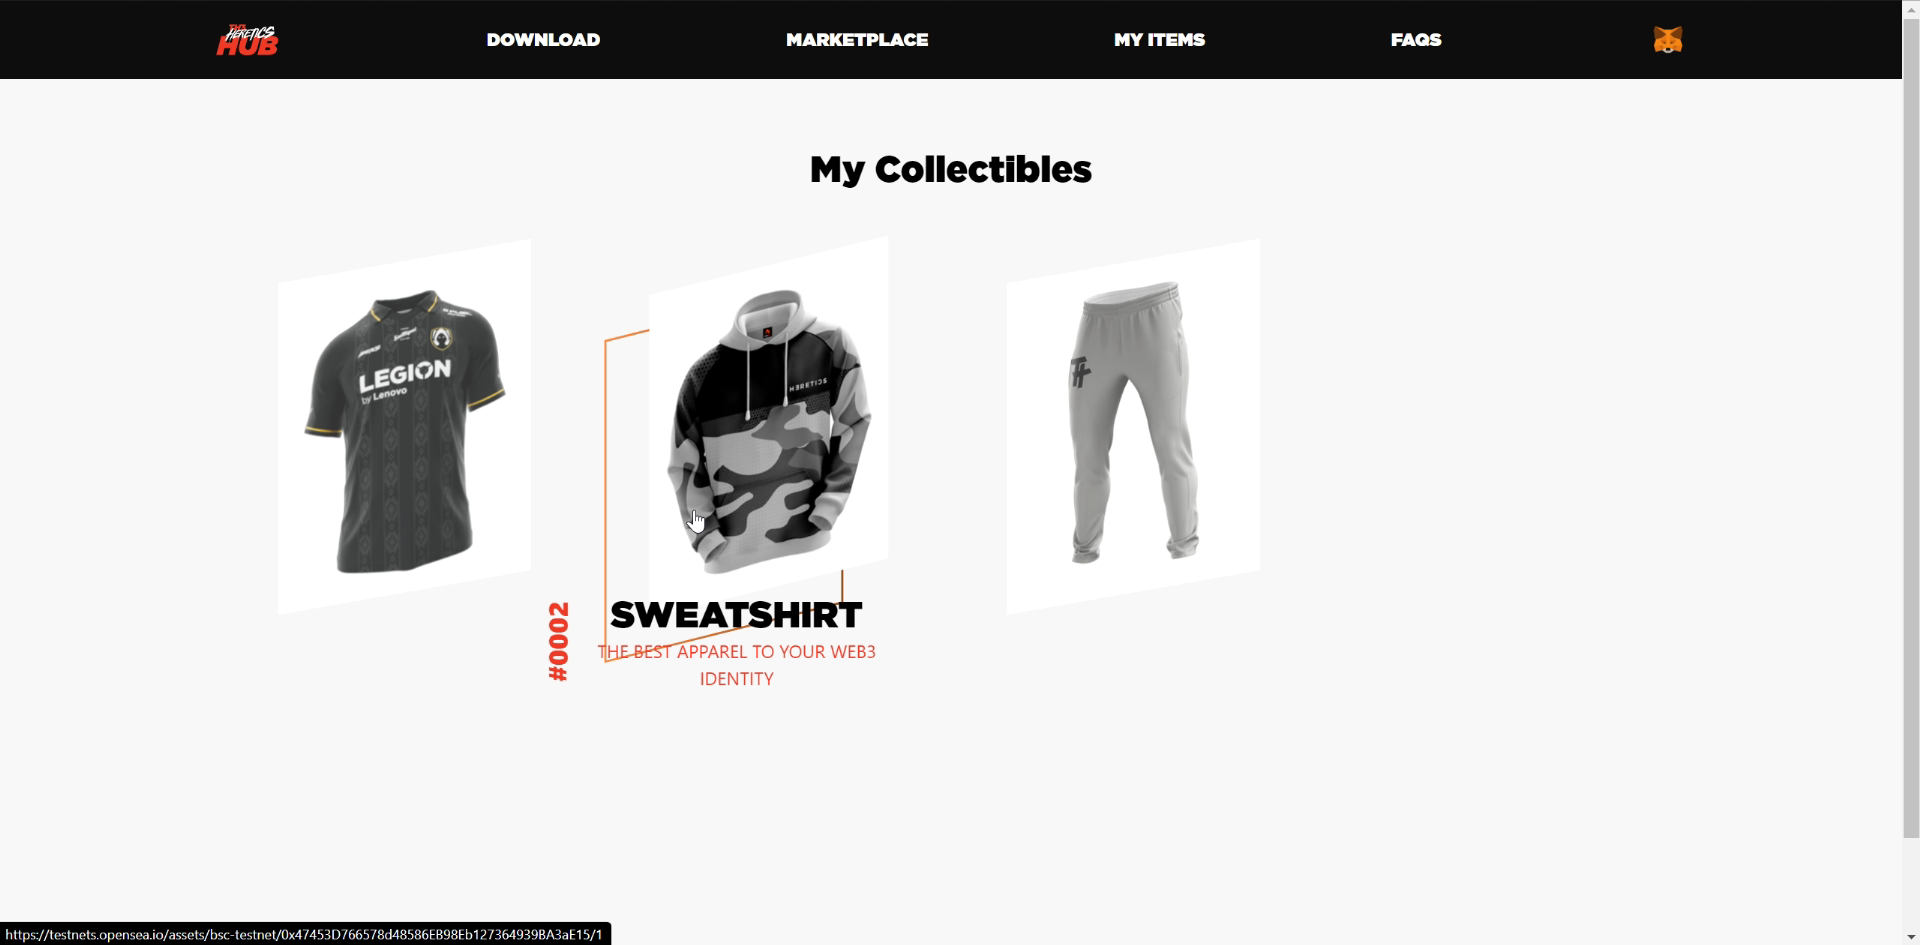 THE
HERETICS
HUB
DOWNLOAD
MARKETPLACE
MY ITEMS
FAQS
My Collectibles
LEGION
by Lenovo
HERETICS
#0002
SWEATSHIRT
THE BEST APPAREL TO YOUR WEB3
IDENTITY
https://testnets.opensea.io/assets/bsc-testnet/0x47453D766578d48586EB98Eb127364939BA3aE15/1